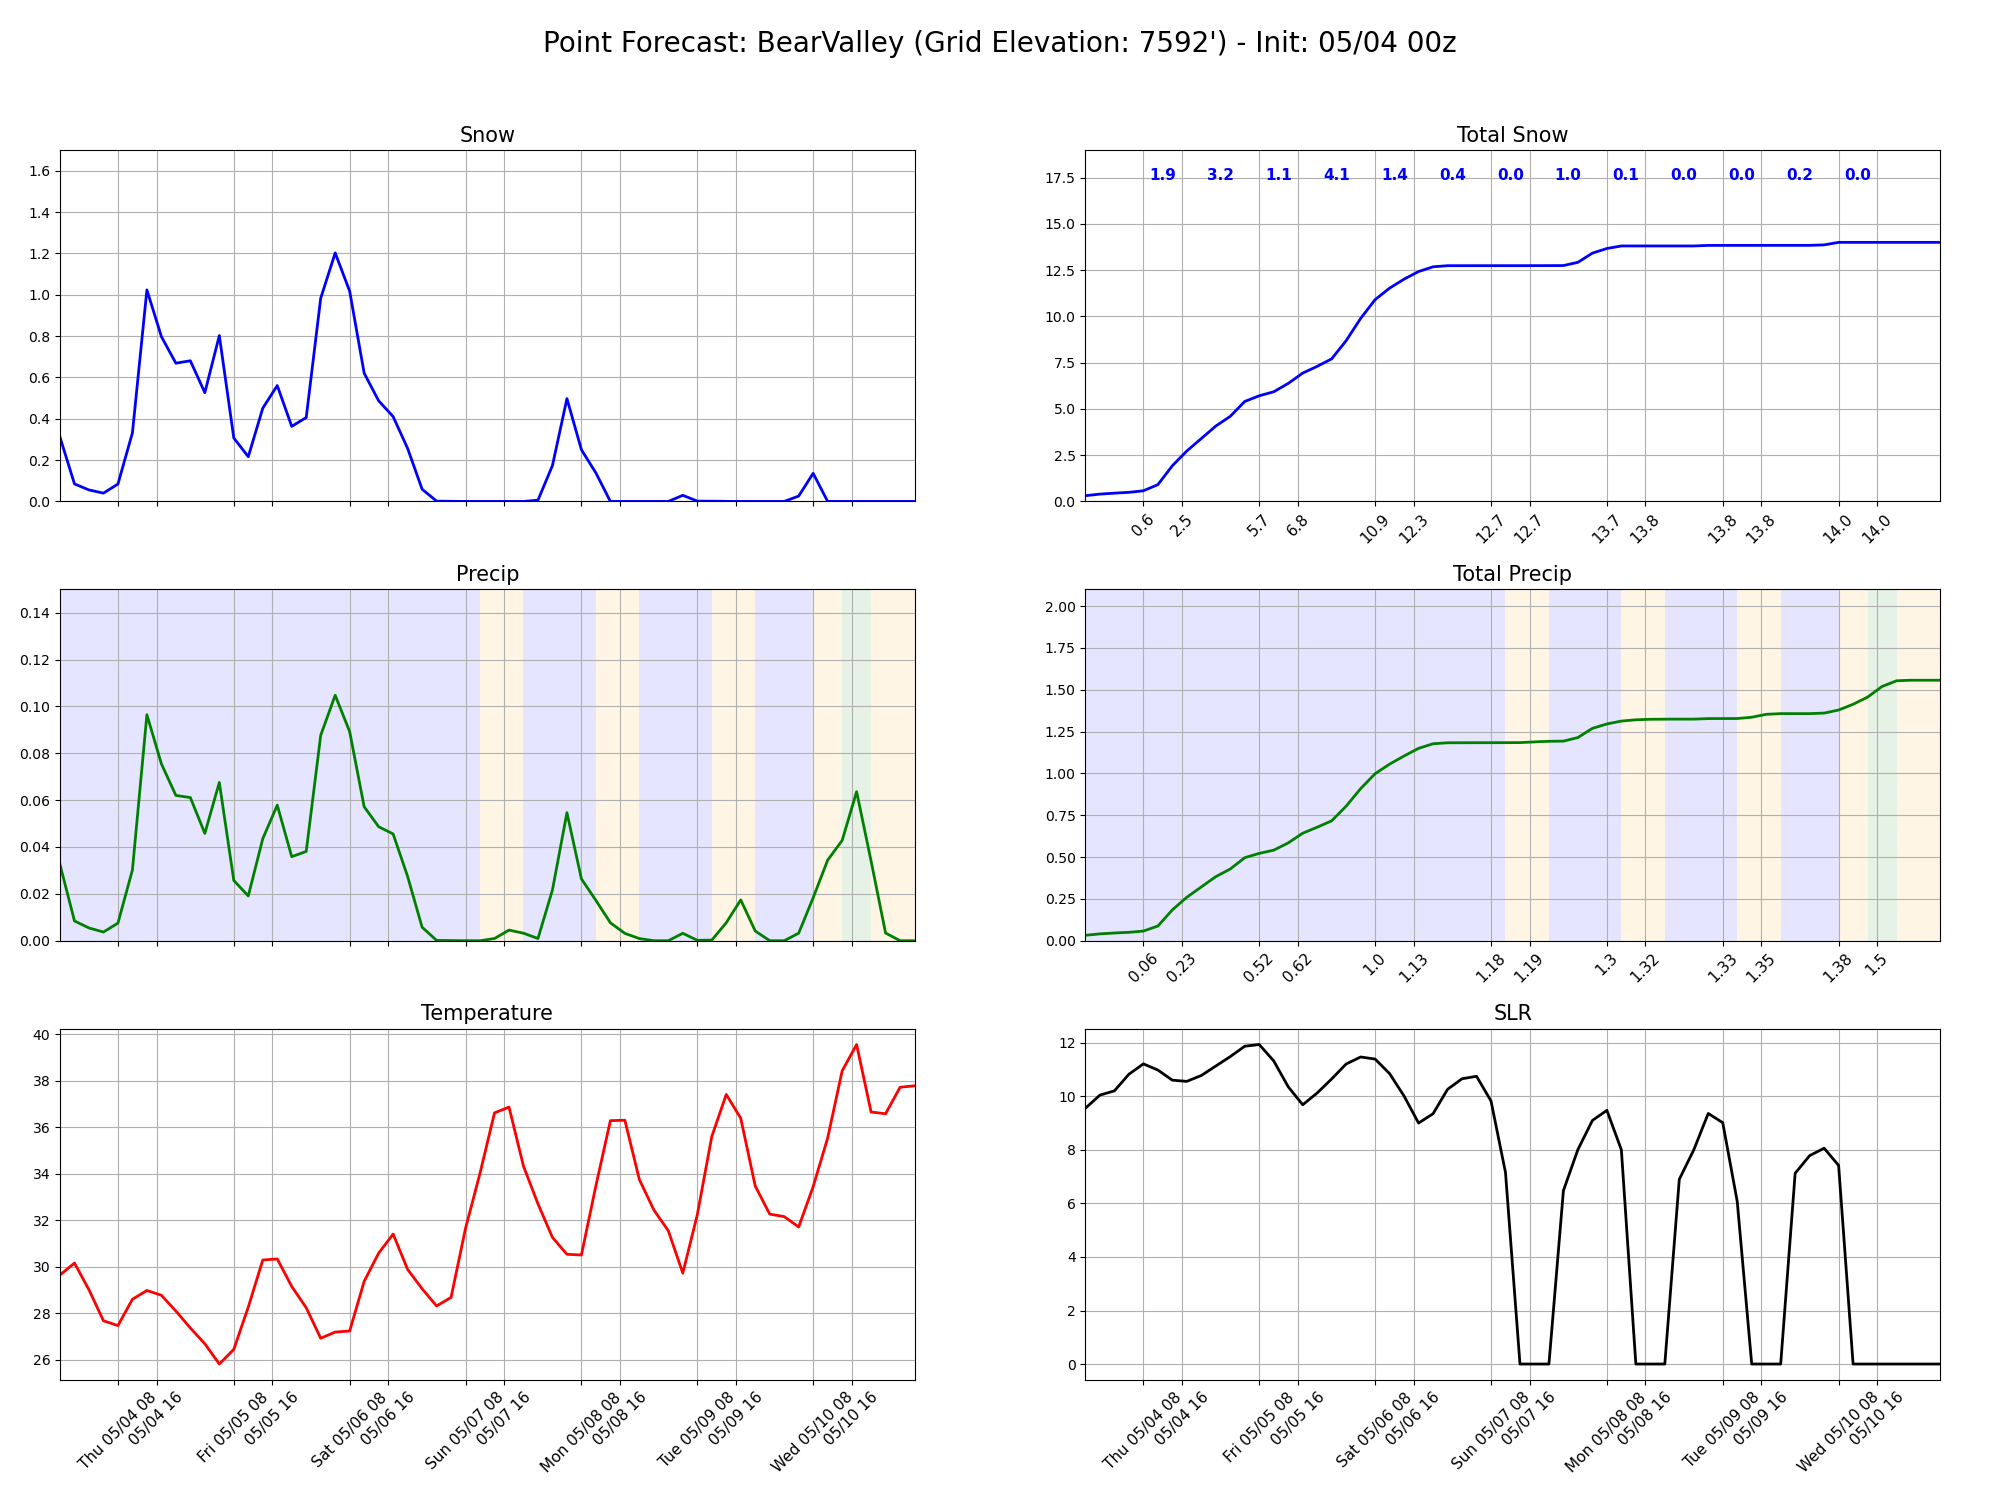 Point Forecast: BearValley (Grid Elevation: 7592') - Init: 05/04 00z
Snow
1.6
1.4
1.2
1.0
0.8
0.6
0.4
0.2
0.0
Total Snow
17.5
15.0
12.5
10.0
7.5
5.0
2.5
0.0
1.9 3.2 1.1 4.1 1.4 0.4 0.0 1.0 0.1 0.0 0.0 0.2 0.0
0.6 2.5 5.7 6.8 10.9 12.3 12.7 12.7 13.7 13.8 13.8 13.8 14.0 14.0
Precip
0.14
0.12
0.10
0.08
0.06
0.04
0.02
0.00
Total Precip
2.00
1.75
1.50
1.25
1.00
0.75
0.50
0.25
0.00
0.06 0.23 0.52 0.62 1.0 1.13 1.18 1.19 1.3 1.32 1.33 1.35 1.38 1.5
Temperature
40
38
36
34
32
30
28
26
Thu 05/04 08
05/04 16
Fri 05/05 08
05/05 16
Sat 05/06 08
05/06 16
Sun 05/07 08
05/07 16
Mon 05/08 08
05/08 16
Tue 05/09 08
05/09 16
Wed 05/10 08
05/10 16
SLR
12
10
8
6
4
2
0
Thu 05/04 08
05/04 16
Fri 05/05 08
05/05 16
Sat 05/06 08
05/06 16
Sun 05/07 08
05/07 16
Mon 05/08 08
05/08 16
Tue 05/09 08
05/09 16
Wed 05/10 08
05/10 16